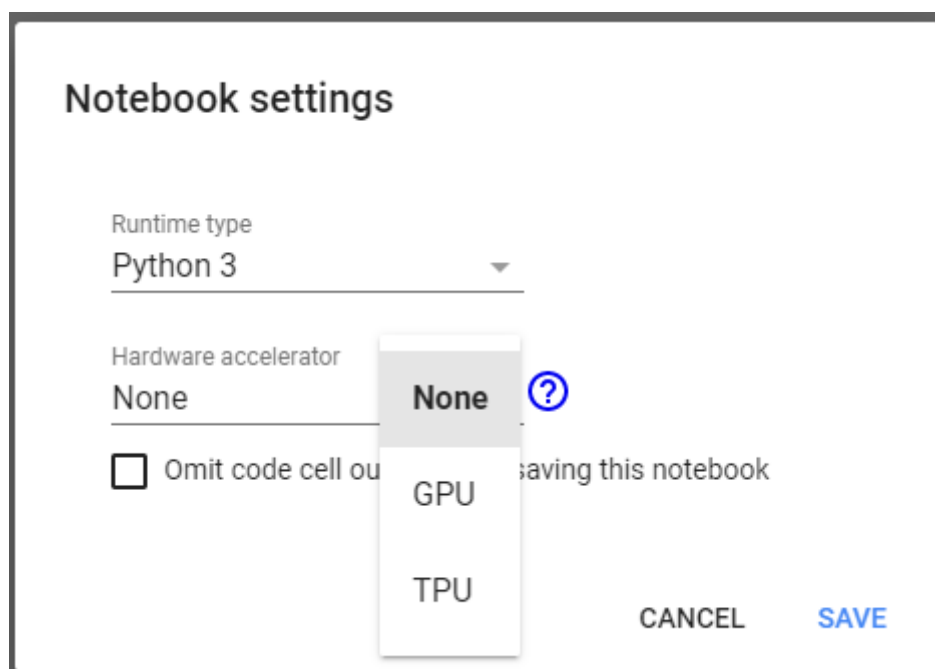 Notebook settings
Runtime type
Python 3
Hardware accelerator
None
None
?
Omit code cell ou saving this notebook
GPU
TPU
CANCEL
SAVE